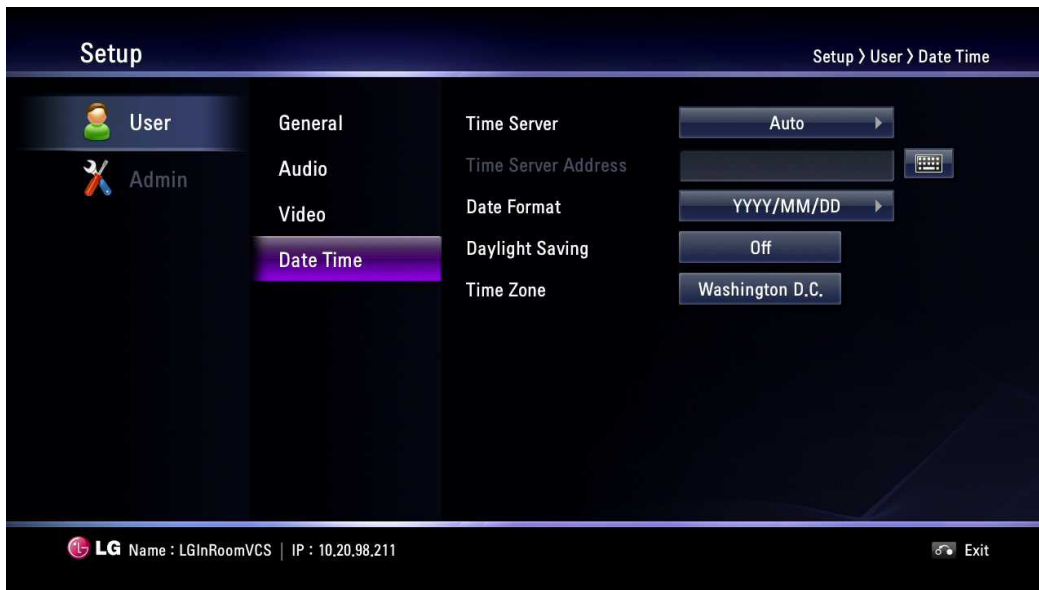 Setup
Setup > User > Date Time
User
Admin
General
Audio
Video
Date Time
Time Server Auto
Time Server Address
Date Format YYYY/MM/DD
Daylight Saving Off
Time Zone Washington D.C.
LG Name : LGInRoomVCS | IP : 10.20.98.211
Exit